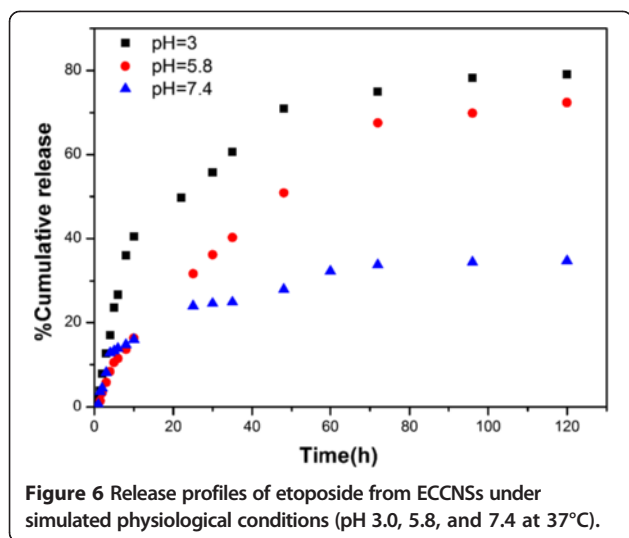 pH=3
pH=5.8
pH=7.4
80
60
40
20
0
%Cumulative release
0 20 40 60 80 100 120
Time(h)
Figure 6 Release profiles of etoposide from ECCNSs under
simulated physiological conditions (pH 3.0, 5.8, and 7.4 at 37°C).